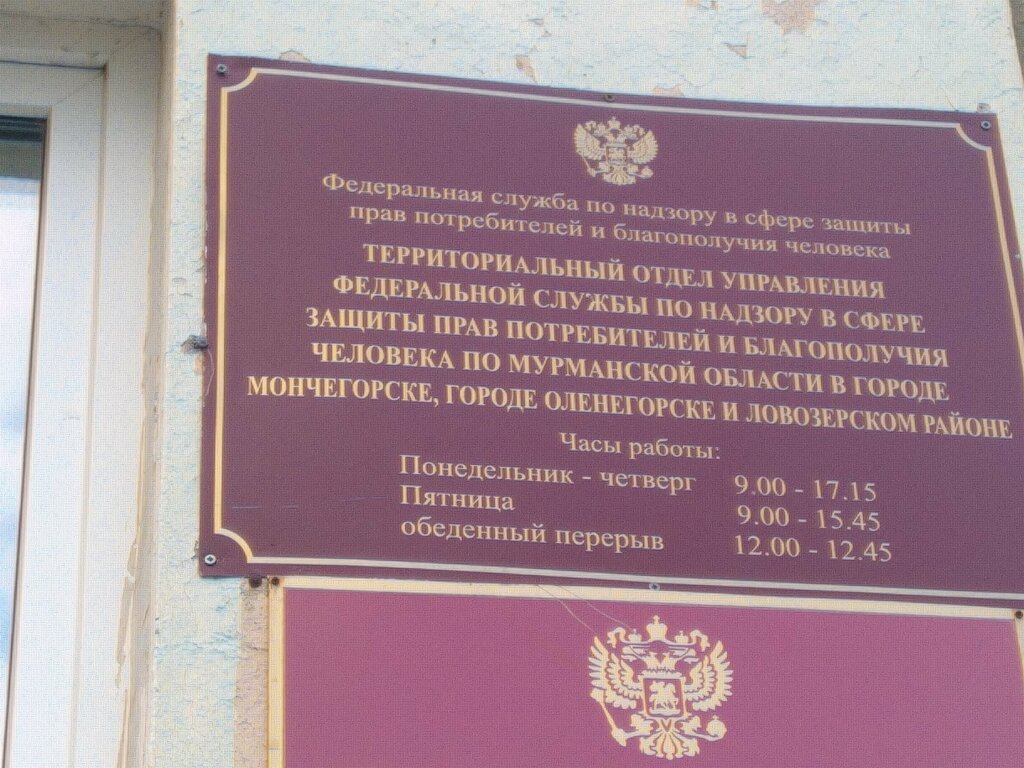 Федеральная служба по надзору в сфере защиты
прав потребителей и благополучия человека
ТЕРРИТОРИАЛЬНЫЙ ОТДЕЛ УПРАВЛЕНИЯ
ФЕДЕРАЛЬНОЙ СЛУЖБЫ ПО НАДЗОРУ В СФЕРЕ
ЗАЩИТЫ ПРАВ ПОТРЕБИТЕЛЕЙ И БЛАГОПОЛУЧИЯ
ЧЕЛОВЕКА ПО МУРМАНСКОЙ ОБЛАСТИ В ГОРОДЕ
МОНЧЕГОРСКЕ, ГОРОДЕ ОЛЕНЕГОРСКЕ И ЛОВОЗЕРСКОМ РАЙОНЕ
Часы работы:
Понедельник - четверг 9.00 - 17.15
Пятница 9.00 - 15.45
обеденный перерыв 12.00 - 12.45